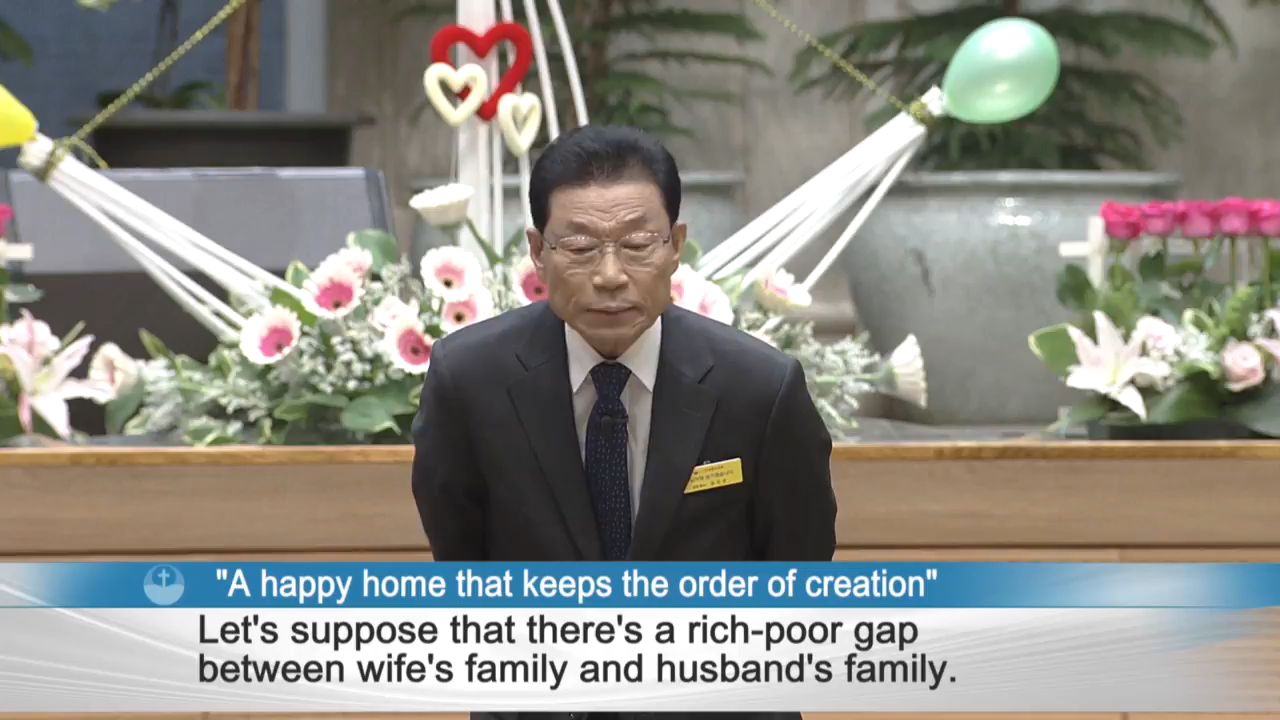 "A happy home that keeps the order of creation"
Let's suppose that there's a rich-poor gap
between wife's family and husband's family.